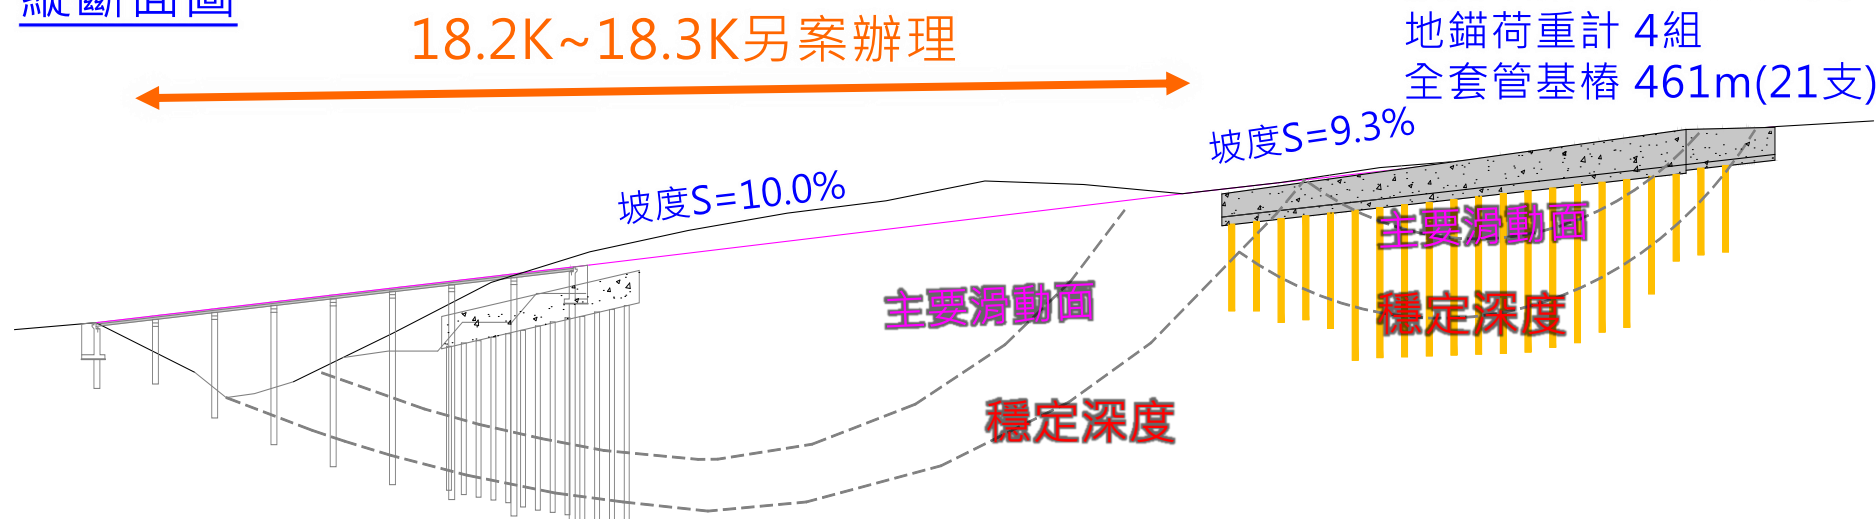 縱斷面圖
18.2K~18.3K另案辦理
地錨荷重計 4組
全套管基樁 461m(21支)
坡度S=9.3%
坡度S=10.0%
主要滑動面
主要滑動面
穩定深度
穩定深度